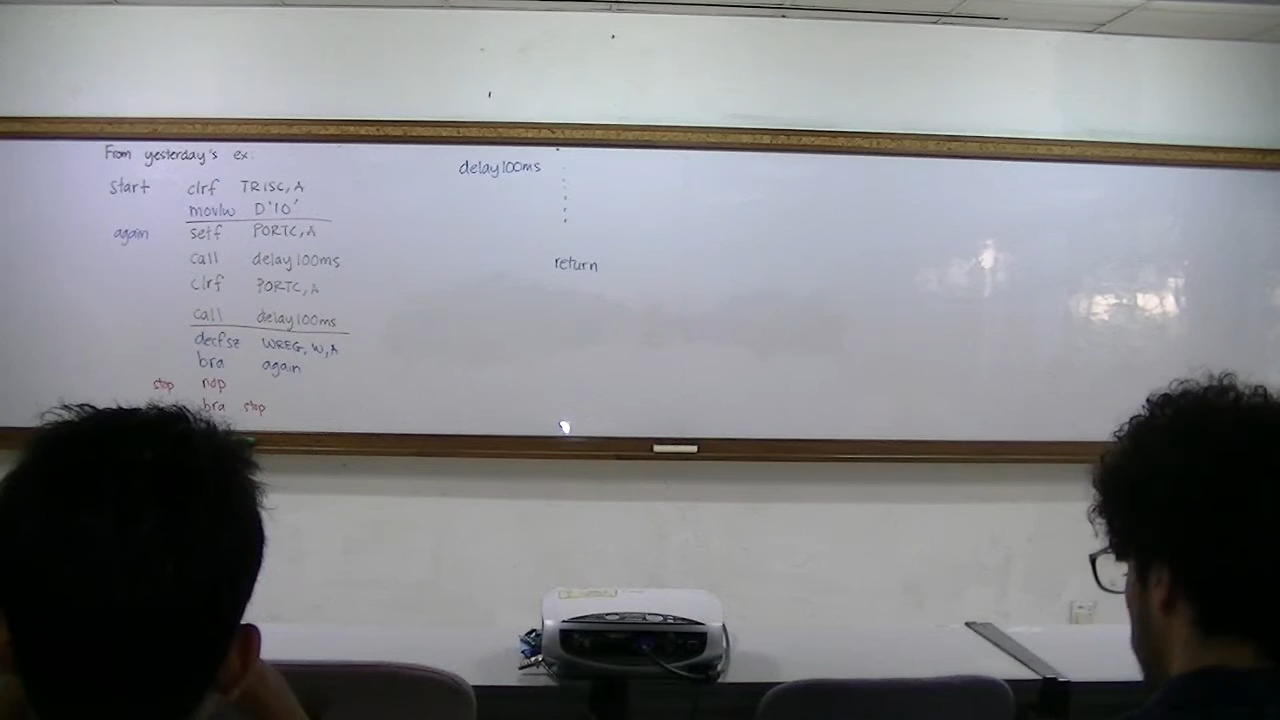 From yesterday's ex.
start clrf TRISC, A
movlw D'10'
again setf PORTC, A
call delay100ms
clrf PORTC, A
call delay100ms
decfsz WREG, W, A
bra again
stop nop
bra stop
delay100ms
return